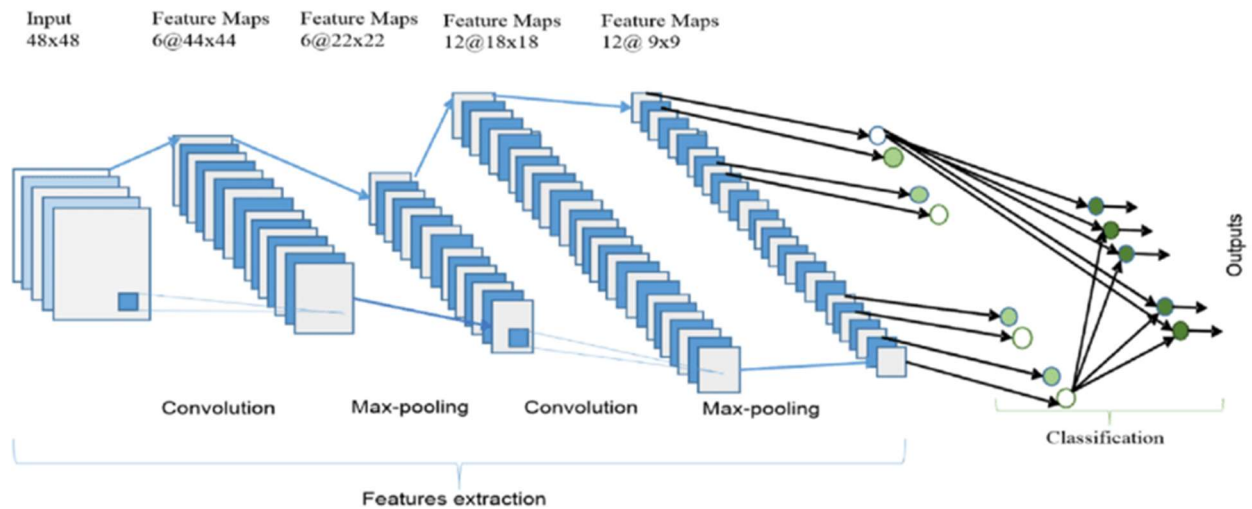 Input
48x48
Feature Maps
6@44x44
Feature Maps
6@22x22
Feature Maps
12@18x18
Feature Maps
12@ 9x9
Outputs
Convolution
Max-pooling
Convolution
Max-pooling
Classification
Features extraction